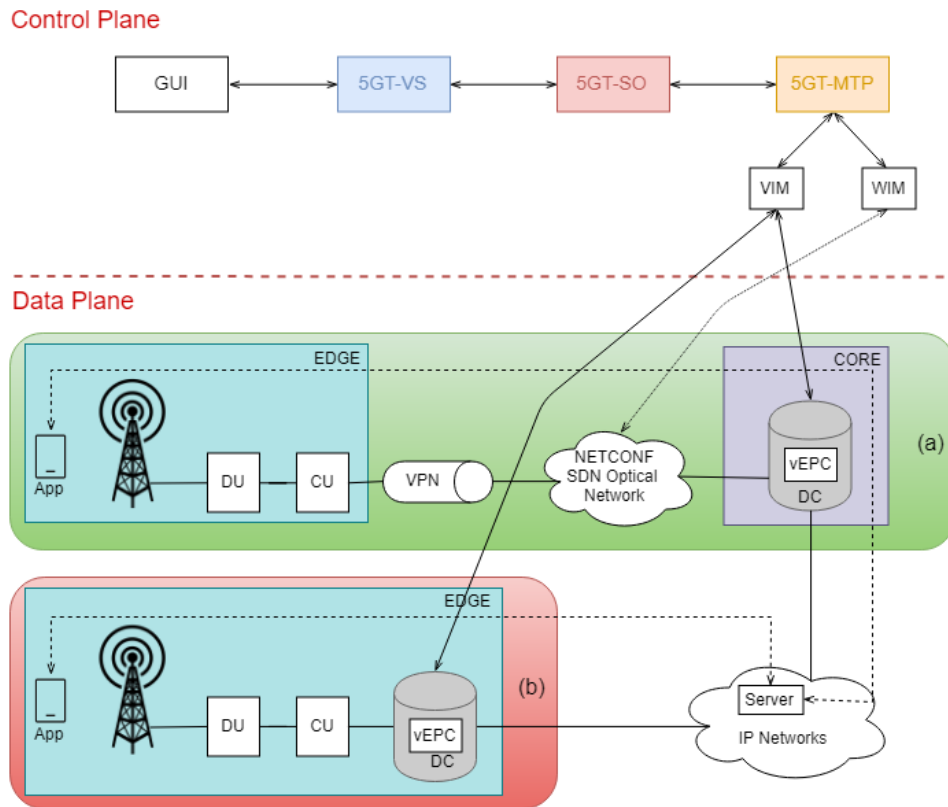 Control Plane
GUI
5GT-VS
5GT-SO
5GT-MTP
VIM
WIM
Data Plane
EDGE
CORE
App
DU
CU
VPN
NETCONF
SDN Optical
Network
vEPC
DC
(a)
EDGE
App
DU
CU
vEPC
DC
(b)
Server
IP Networks